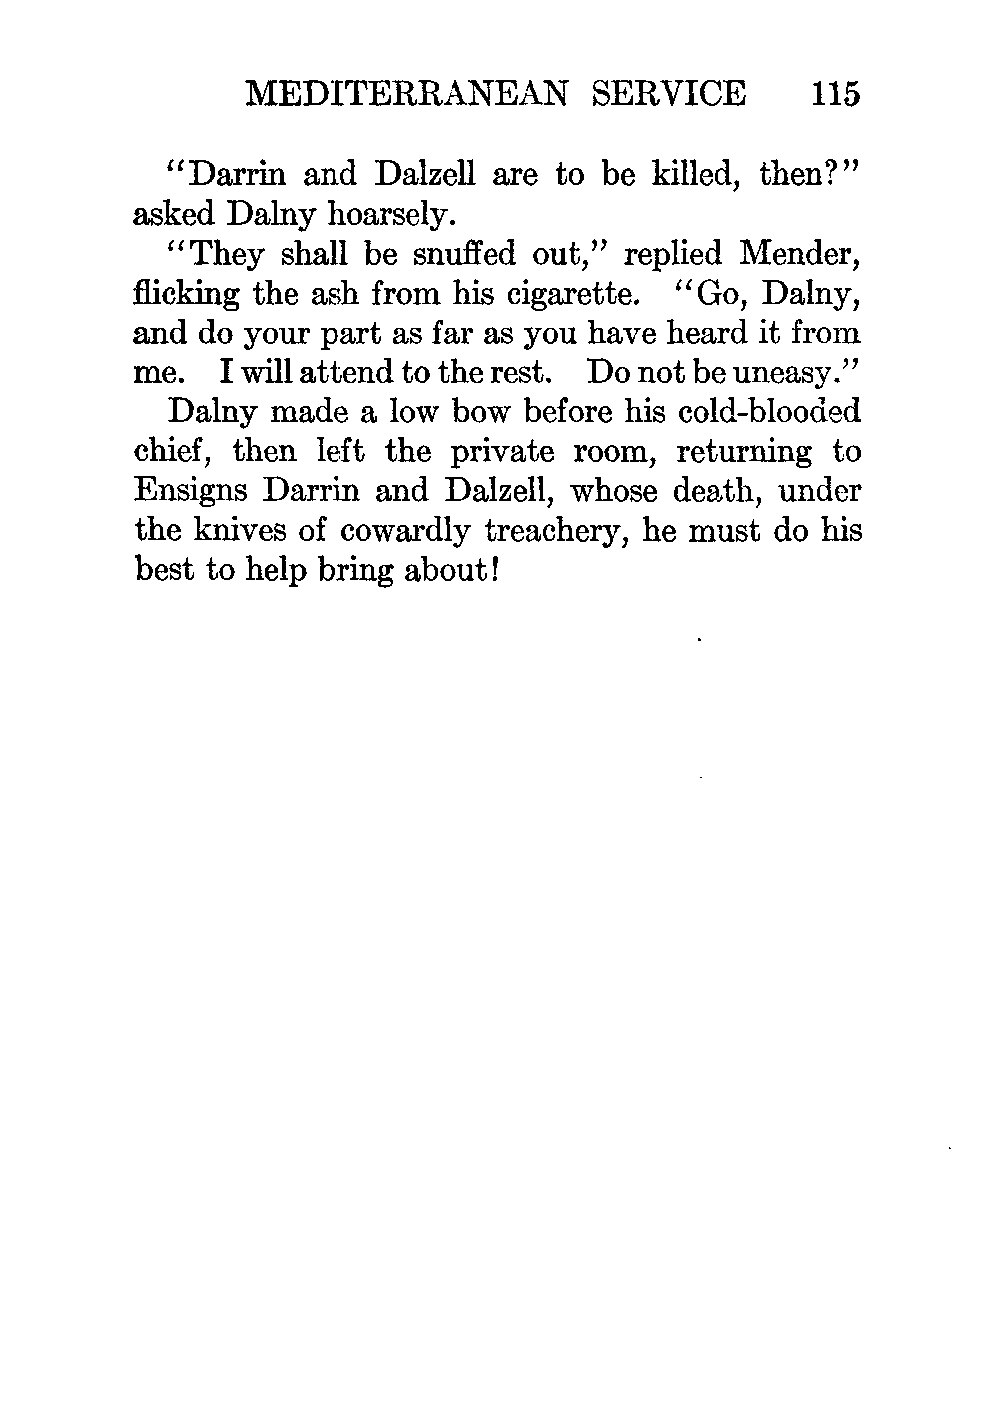 MEDITERRANEAN SERVICE 115
“Darrin and Dalzell are to be killed, then?”
asked Dalny hoarsely.
“They shall be snuffed out,” replied Mender,
flicking the ash from his cigarette. “Go, Dalny,
and do your part as far as you have heard it from
me. I will attend to the rest. Do not be uneasy.”
Dalny made a low bow before his cold-blooded
chief, then left the private room, returning to
Ensigns Darrin and Dalzell, whose death, under
the knives of cowardly treachery, he must do his
best to help bring about!